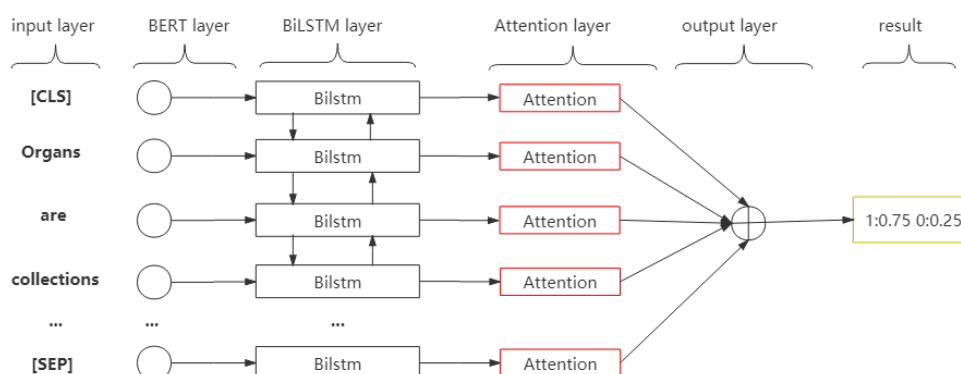 input layer BERT layer BiLSTM layer Attention layer output layer result
[CLS] Bilstm Attention
Organs Bilstm Attention
are Bilstm Attention 1:0.75 0:0.25
collections Bilstm Attention
... ... ...
[SEP] Bilstm Attention